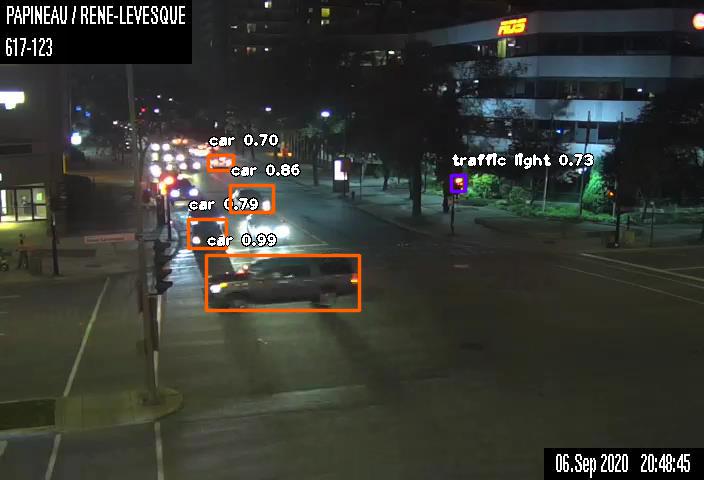 PAPINEAU / RENE-LEVESQUE
617-123
car 0.70
car 0.86
traffic light 0.73
car 0.79
car 0.99
06.Sep 2020 20:48:45